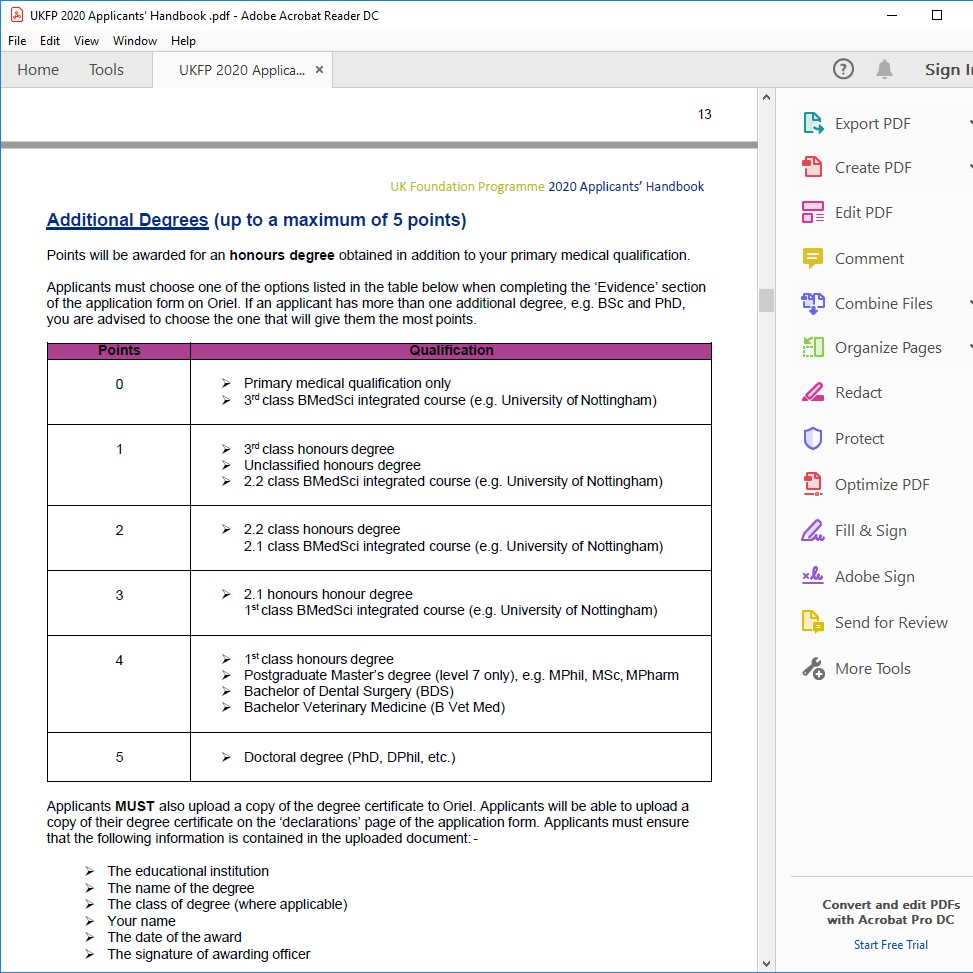 UKFP 2020 Applicants' Handbook .pdf - Adobe Acrobat Reader DC
File Edit View Window Help
Home Tools UKFP 2020 Applica... × ? Sign In
13
UK Foundation Programme 2020 Applicants' Handbook
Additional Degrees (up to a maximum of 5 points)
Points will be awarded for an honours degree obtained in addition to your primary medical qualification.
Applicants must choose one of the options listed in the table below when completing the 'Evidence' section
of the application form on Oriel. If an applicant has more than one additional degree, e.g. BSc and PhD,
you are advised to choose the one that will give them the most points.
Points Qualification
0
➢ Primary medical qualification only
➢ 3rd class BMedSci integrated course (e.g. University of Nottingham)
1
➢ 3rd class honours degree
➢ Unclassified honours degree
➢ 2.2 class BMedSci integrated course (e.g. University of Nottingham)
2
➢ 2.2 class honours degree
2.1 class BMedSci integrated course (e.g. University of Nottingham)
3
➢ 2.1 honours honour degree
1st class BMedSci integrated course (e.g. University of Nottingham)
4
➢ 1st class honours degree
➢ Postgraduate Master's degree (level 7 only), e.g. MPhil, MSc, MPharm
➢ Bachelor of Dental Surgery (BDS)
➢ Bachelor Veterinary Medicine (B Vet Med)
5
➢ Doctoral degree (PhD, DPhil, etc.)
Applicants MUST also upload a copy of the degree certificate to Oriel. Applicants will be able to upload a
copy of their degree certificate on the 'declarations' page of the application form. Applicants must ensure
that the following information is contained in the uploaded document:-
➢ The educational institution
➢ The name of the degree
➢ The class of degree (where applicable)
➢ Your name
➢ The date of the award
➢ The signature of awarding officer
Export PDF
Create PDF
Edit PDF
Comment
Combine Files
Organize Pages
Redact
Protect
Optimize PDF
Fill & Sign
Adobe Sign
Send for Review
More Tools
Convert and edit PDFs
with Acrobat Pro DC
Start Free Trial